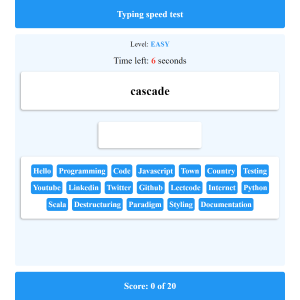 Typing speed test
Level: EASY
Time left: 6 seconds
cascade
Hello Programming Code Javascript Town Country Testing
Youtube Linkedin Twitter Github Leetcode Internet Python
Scala Destructuring Paradigm Styling Documentation
Score: 0 of 20